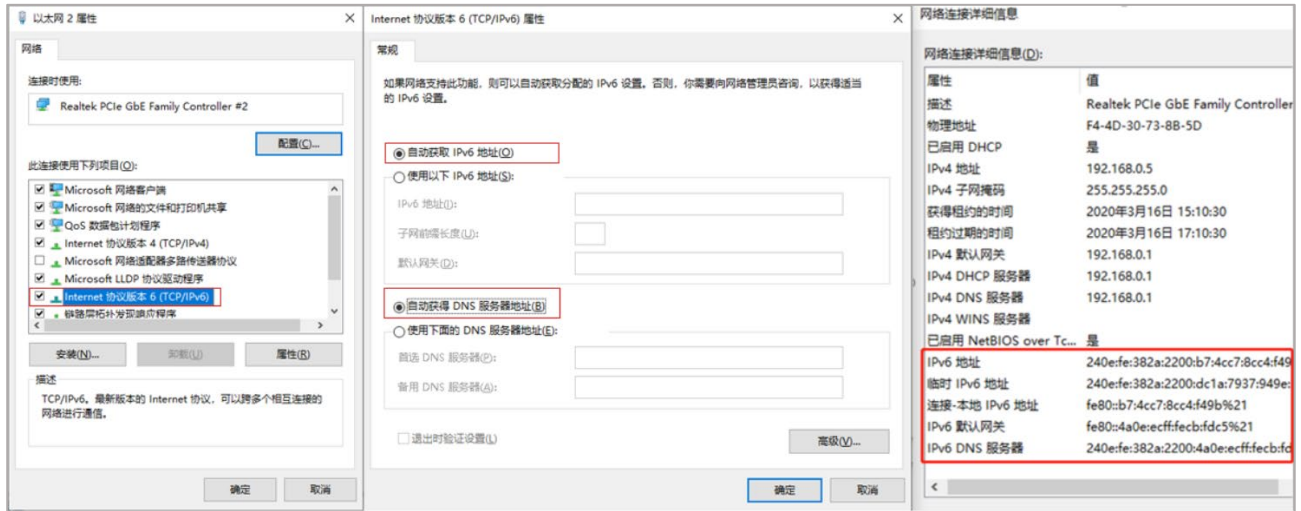 以太网 2 属性
网络
连接时使用:
Realtek PCIe GbE Family Controller #2
配置(C)...
此连接使用下列项目(O):
Microsoft 网络客户端
Microsoft 网络的文件和打印机共享
QoS 数据包计划程序
Internet 协议版本 4 (TCP/IPv4)
Microsoft 网络适配器多路传送器协议
Microsoft LLDP 协议驱动程序
Internet 协议版本 6 (TCP/IPv6)
链路层拓扑发现响应程序
安装(N)...
卸载(U)
属性(R)
描述
TCP/IPv6。最新版本的 Internet 协议，可以跨多个相互连接的
网络进行通信。
确定
取消
Internet 协议版本 6 (TCP/IPv6) 属性
常规
如果网络支持此功能，则可以自动获取分配的 IPv6 设置。否则，你需要向网络管理员咨询，以获得适当
的 IPv6 设置。
自动获取 IPv6 地址(O)
使用以下 IPv6 地址(S):
IPv6 地址(I):
子网前缀长度(U):
默认网关(D):
自动获得 DNS 服务器地址(B)
使用下面的 DNS 服务器地址(E):
首选 DNS 服务器(P):
备用 DNS 服务器(A):
退出时验证设置(L)
高级(V)...
确定
取消
网络连接详细信息
网络连接详细信息(D):
属性 值
描述 Realtek PCIe GbE Family Controller
物理地址 F4-4D-30-73-8B-5D
已启用 DHCP 是
IPv4 地址 192.168.0.5
IPv4 子网掩码 255.255.255.0
获得租约的时间 2020年3月16日 15:10:30
租约过期的时间 2020年3月16日 17:10:30
IPv4 默认网关 192.168.0.1
IPv4 DHCP 服务器 192.168.0.1
IPv4 DNS 服务器 192.168.0.1
IPv4 WINS 服务器
已启用 NetBIOS over Tc... 是
IPv6 地址 240e:fe:382a:2200:b7:4cc7:8cc4:f49
临时 IPv6 地址 240e:fe:382a:2200:dc1a:7937:949e:
连接-本地 IPv6 地址 fe80::b7:4cc7:8cc4:f49b%21
IPv6 默认网关 fe80::4a0e:ecff:fecb:fdc5%21
IPv6 DNS 服务器 240e:fe:382a:2200:4a0e:ecff:fecb:fd